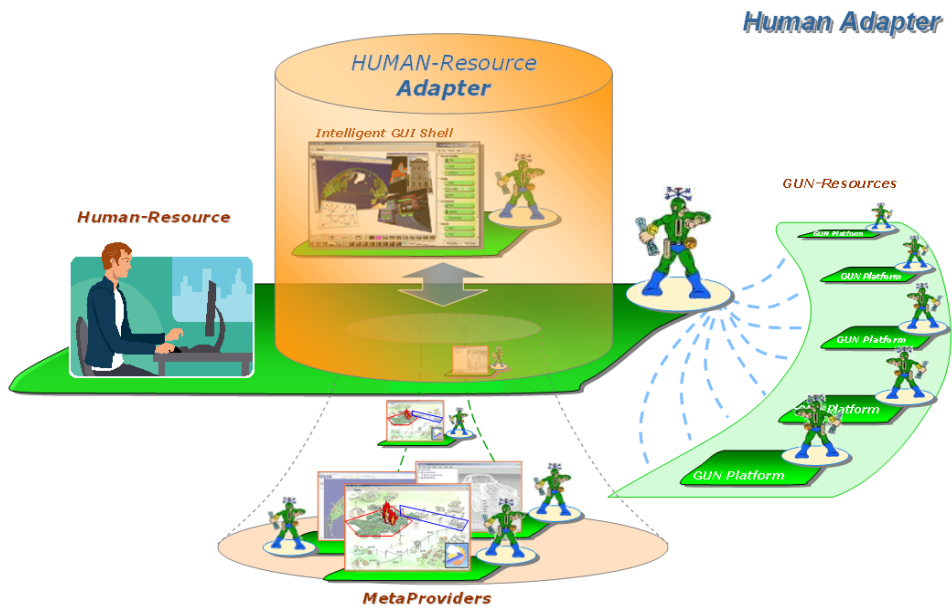 Human Adapter
HUMAN-Resource
Adapter
Intelligent GUI Shell
Human-Resource
GUN-Resources
GUN Platform
GUN Platform
GUN Platform
GUN Platform
GUN Platform
MetaProviders